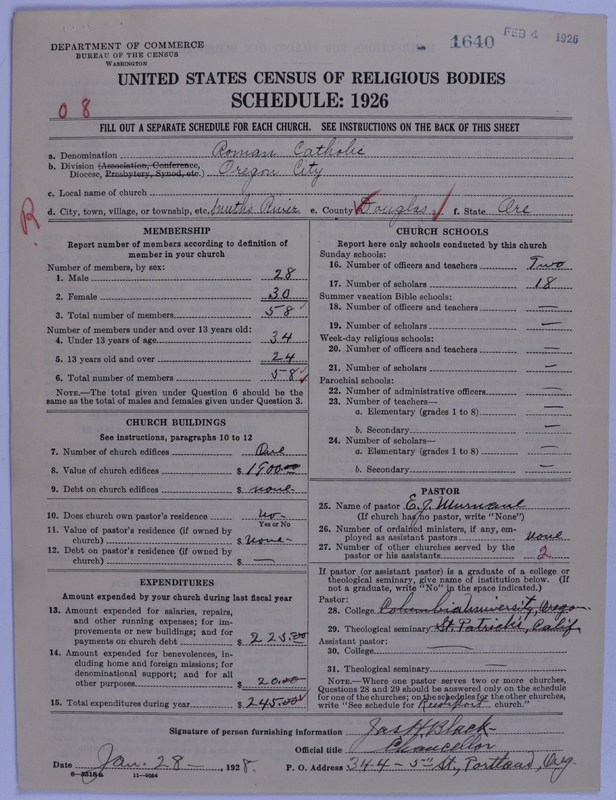 DEPARTMENT OF COMMERCE
BUREAU OF THE CENSUS
WASHINGTON
1640 FEB 4 1926
UNITED STATES CENSUS OF RELIGIOUS BODIES
SCHEDULE: 1926
0 8
FILL OUT A SEPARATE SCHEDULE FOR EACH CHURCH. SEE INSTRUCTIONS ON THE BACK OF THIS SHEET
a. Denomination Roman Catholic
b. Division (Association, Conference,
Diocese, Presbytery, Synod, etc.) Oregon City
c. Local name of church
d. City, town, village, or township, etc. Smiths River e. County Douglas f. State Ore
R
MEMBERSHIP
Report number of members according to definition of
member in your church
Number of members, by sex:
1. Male 28
2. Female 30
3. Total number of members 58
Number of members under and over 13 years old:
4. Under 13 years of age 34
5. 13 years old and over 24
6. Total number of members 58
NOTE.—The total given under Question 6 should be
same as the total of males and females given under Question 3.
CHURCH BUILDINGS
See instructions, paragraphs 10 to 12
7. Number of church edifices One
8. Value of church edifices $ 1900.00
9. Debt on church edifices $ none
10. Does church own pastor's residence No
Yes or No
11. Value of pastor's residence (if owned by
church) $ None
12. Debt on pastor's residence (if owned by
church) $ —
EXPENDITURES
Amount expended by your church during last fiscal year
13. Amount expended for salaries, repairs,
and other running expenses; for im-
provements or new buildings; and for
payments on church debt $ 225.00
14. Amount expended for benevolences, in-
cluding home and foreign missions; for
denominational support; and for all
other purposes $ 20.00
15. Total expenditures during year $ 245.00
CHURCH SCHOOLS
Report here only schools conducted by this church
Sunday schools:
16. Number of officers and teachers Two
17. Number of scholars 18
Summer vacation Bible schools:
18. Number of officers and teachers —
19. Number of scholars —
Week-day religious schools:
20. Number of officers and teachers —
21. Number of scholars —
Parochial schools:
22. Number of administrative officers —
23. Number of teachers—
a. Elementary (grades 1 to 8) —
b. Secondary —
24. Number of scholars—
a. Elementary (grades 1 to 8) —
b. Secondary —
PASTOR
25. Name of pastor E. J. Murnane
(If church has no pastor, write "None")
26. Number of ordained ministers, if any, em-
ployed as assistant pastors none
27. Number of other churches served by the
pastor or his assistants 2
If pastor (or assistant pastor) is a graduate of a college or
theological seminary, give name of institution below. (If
not a graduate, write "No" in the space indicated.)
Pastor:
28. College Columbia University, Oregon
29. Theological seminary St. Patrick's, Calif
Assistant pastor:
30. College —
31. Theological seminary —
NOTE.—Where one pastor serves two or more churches,
Questions 28 and 29 should be answered only on the schedule
for one of the churches; on the schedules for the other churches,
write "See schedule for Reedsport church."
Signature of person furnishing information Jas H Black
Official title Chancellor
Date Jan. 28 —, 1928. P. O. Address 344 - 5th St, Portland, Oreg.
8—3318a 11—9084